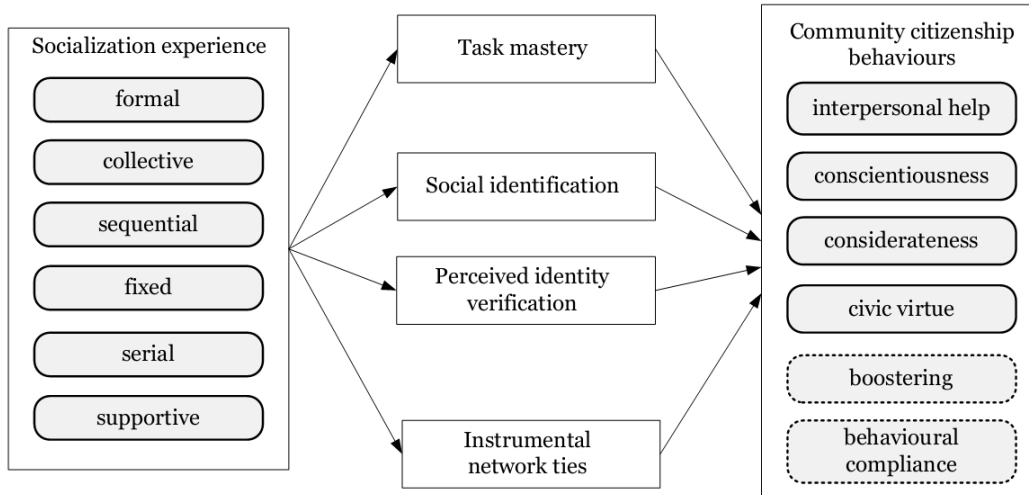 Socialization experience
formal
collective
sequential
fixed
serial
supportive
Task mastery
Social identification
Perceived identity
verification
Instrumental
network ties
Community citizenship
behaviours
interpersonal help
conscientiousness
considerateness
civic virtue
boostering
behavioural
compliance